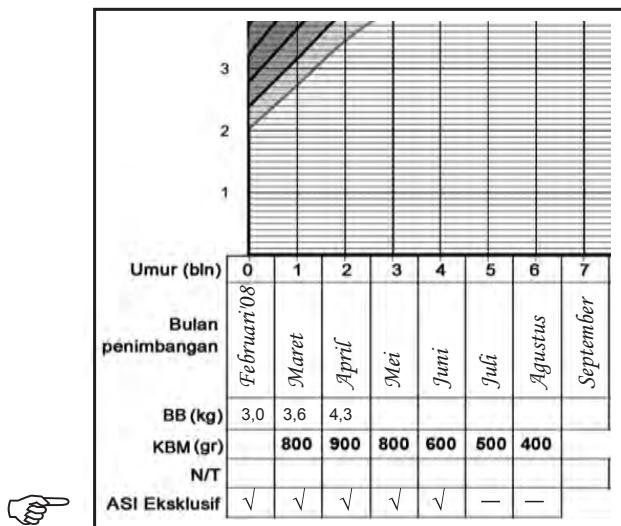 3
2
1
Umur (bln) 0 1 2 3 4 5 6 7
Bulan penimbangan Februari'08 Maret April Mei Juni Juli Agustus September
BB (kg) 3,0 3,6 4,3
KBM (gr) 800 900 800 600 500 400
N/T
ASI Eksklusif √ √ √ √ √ — —